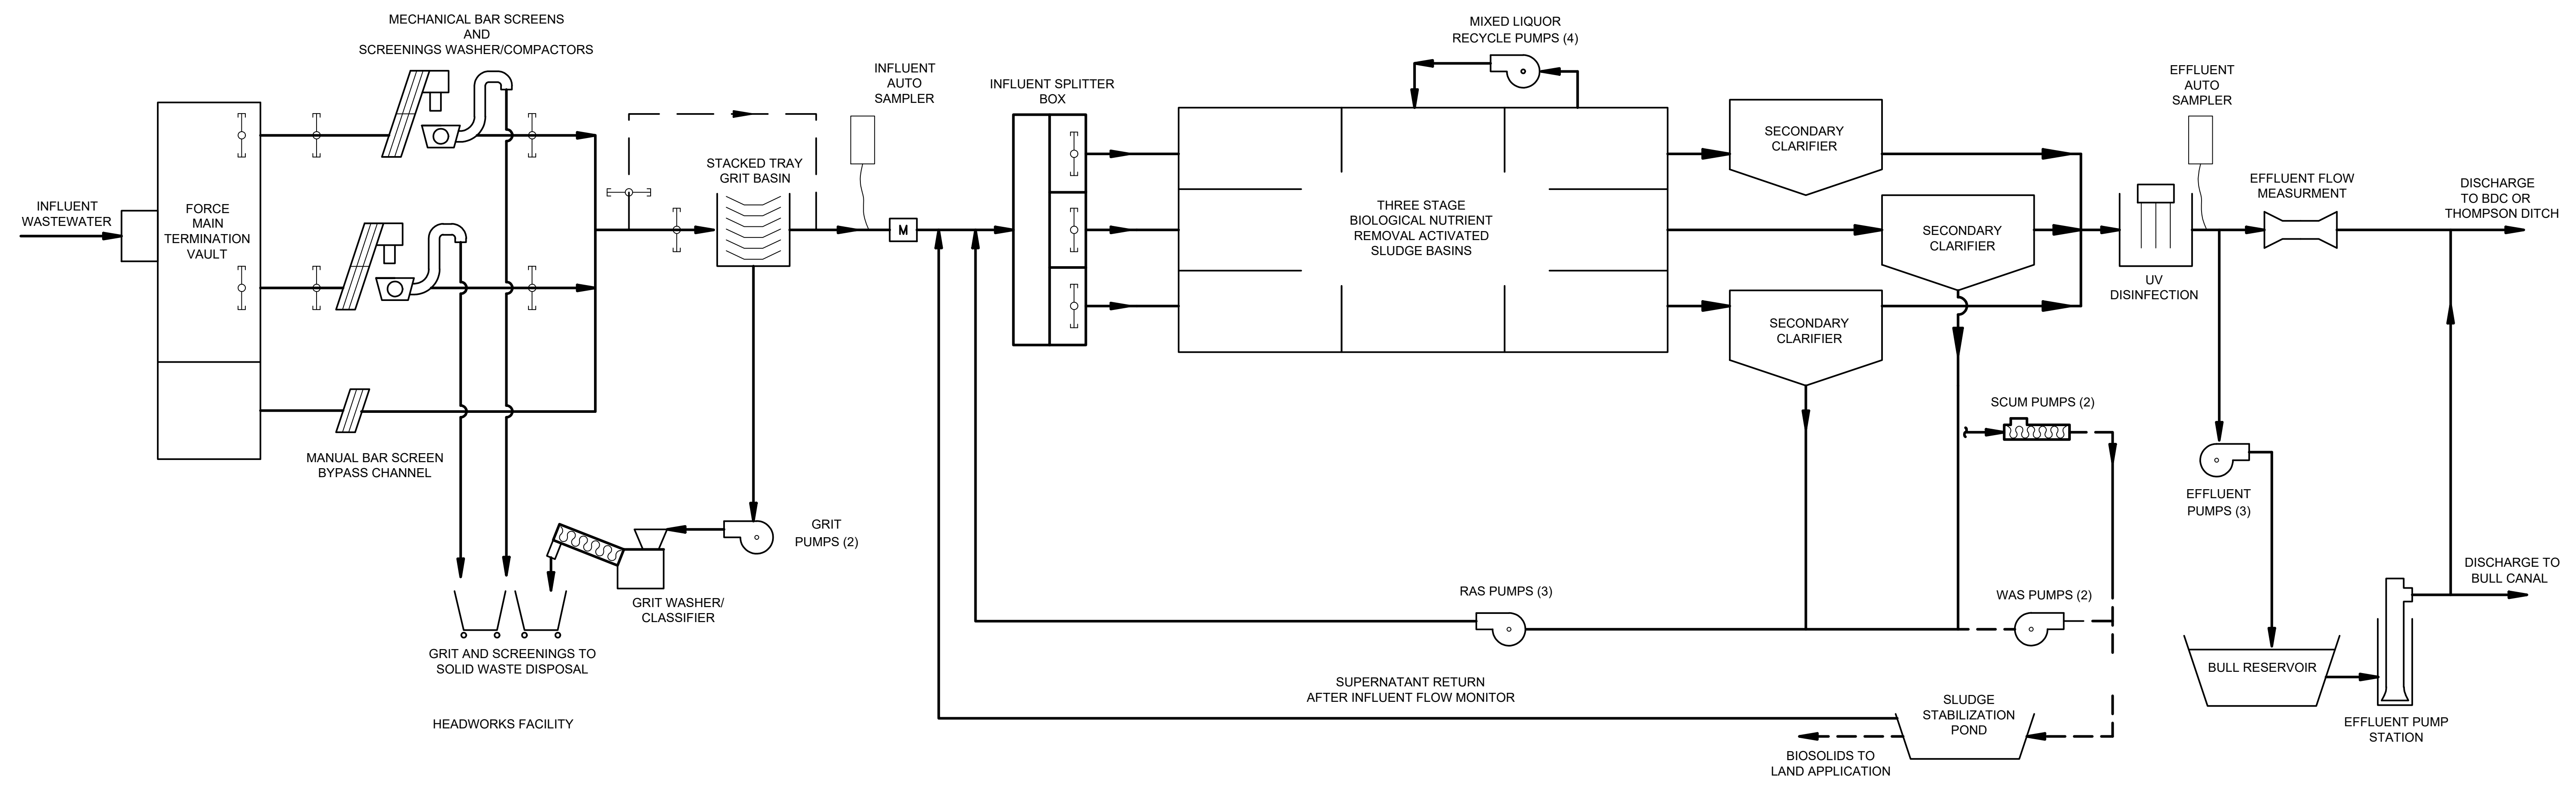 MECHANICAL BAR SCREENS
AND
SCREENINGS WASHER/COMPACTORS
INFLUENT
WASTEWATER
FORCE
MAIN
TERMINATION
VAULT
MANUAL BAR SCREEN
BYPASS CHANNEL
STACKED TRAY
GRIT BASIN
INFLUENT
AUTO
SAMPLER
M
GRIT
PUMPS (2)
GRIT WASHER/
CLASSIFIER
GRIT AND SCREENINGS TO
SOLID WASTE DISPOSAL
HEADWORKS FACILITY
INFLUENT SPLITTER
BOX
MIXED LIQUOR
RECYCLE PUMPS (4)
THREE STAGE
BIOLOGICAL NUTRIENT
REMOVAL ACTIVATED
SLUDGE BASINS
SECONDARY
CLARIFIER
SECONDARY
CLARIFIER
SECONDARY
CLARIFIER
SCUM PUMPS (2)
RAS PUMPS (3)
WAS PUMPS (2)
SUPERNATANT RETURN
AFTER INFLUENT FLOW MONITOR
SLUDGE
STABILIZATION
POND
BIOSOLIDS TO
LAND APPLICATION
EFFLUENT
AUTO
SAMPLER
UV
DISINFECTION
EFFLUENT FLOW
MEASURMENT
DISCHARGE
TO BDC OR
THOMPSON DITCH
EFFLUENT
PUMPS (3)
BULL RESERVOIR
DISCHARGE TO
BULL CANAL
EFFLUENT PUMP
STATION